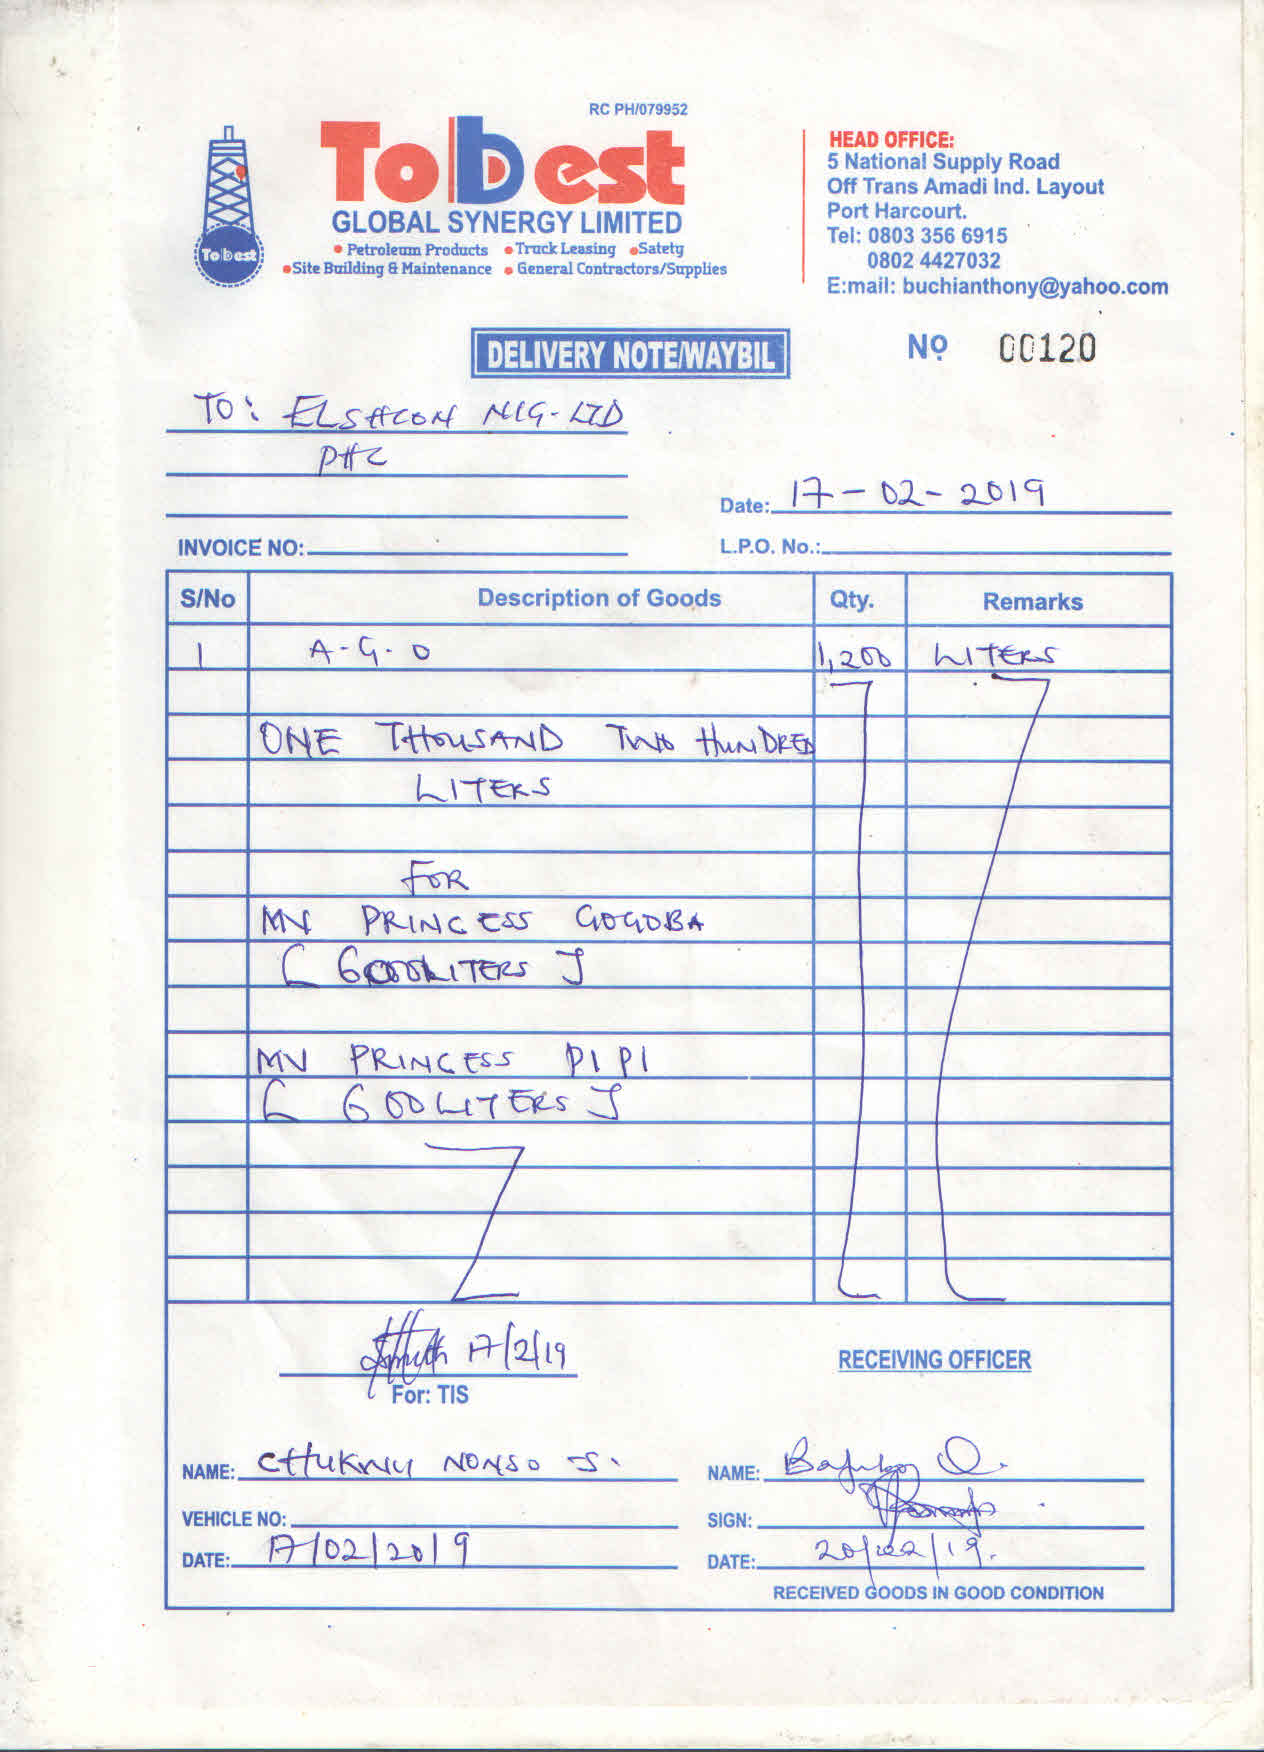 RC PH/079952
Tobest
GLOBAL SYNERGY LIMITED
Petroleum Products Truck Leasing Satety
Site Building & Maintenance General Contractors/Supplies
Tobest
HEAD OFFICE:
5 National Supply Road
Off Trans Amadi Ind. Layout
Port Harcourt.
Tel: 0803 356 6915
0802 4427032
E:mail: buchianthony@yahoo.com
DELIVERY NOTE/WAYBIL
No 00120
TO: ELSHCON NIG-LTD
PHC
Date: 17-02-2019
INVOICE NO:
L.P.O. No.:
S/No Description of Goods Qty. Remarks
1 A-G-O 1,200 LITERS
ONE THOUSAND TWO HUNDRED
LITERS
FOR
MV PRINCESS GOGOBA
[ 600LITERS ]
MV PRINCESS PIPI
[ 600LITERS ]
17/2/19
For: TIS
RECEIVING OFFICER
NAME: CHUKWU NONSO J.
NAME:
VEHICLE NO:
SIGN:
DATE: 17/02/2019
DATE: 20/02/19.
RECEIVED GOODS IN GOOD CONDITION